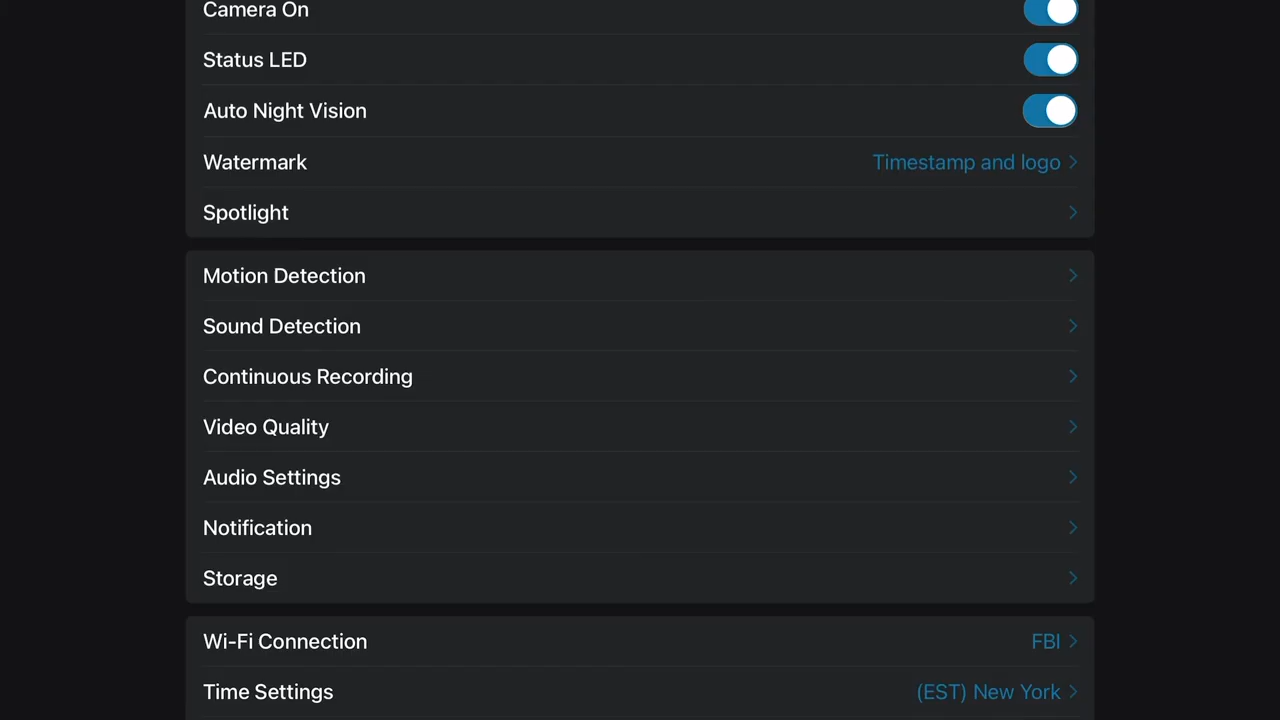 Camera On
Status LED
Auto Night Vision
Watermark Timestamp and logo
Spotlight
Motion Detection
Sound Detection
Continuous Recording
Video Quality
Audio Settings
Notification
Storage
Wi-Fi Connection FBI
Time Settings (EST) New York